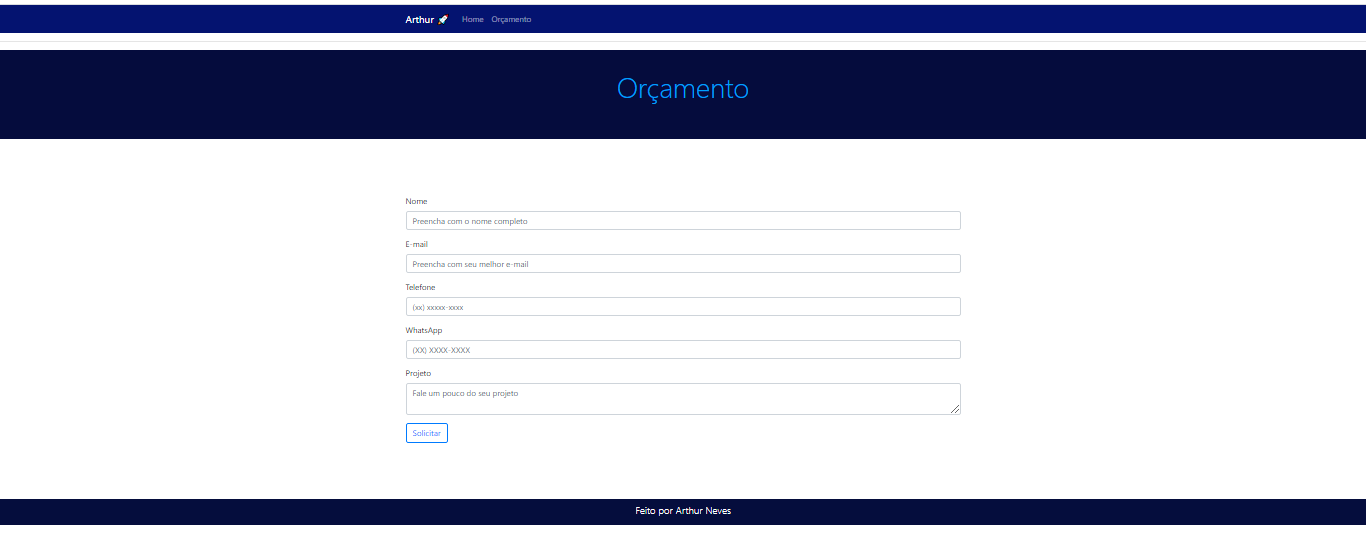 Arthur 🚀 Home Orçamento
Orçamento
Nome
Preencha com o nome completo
E-mail
Preencha com seu melhor e-mail
Telefone
(xx) xxxxx-xxxx
WhatsApp
(XX) XXXX-XXXX
Projeto
Fale um pouco do seu projeto
Solicitar
Feito por Arthur Neves